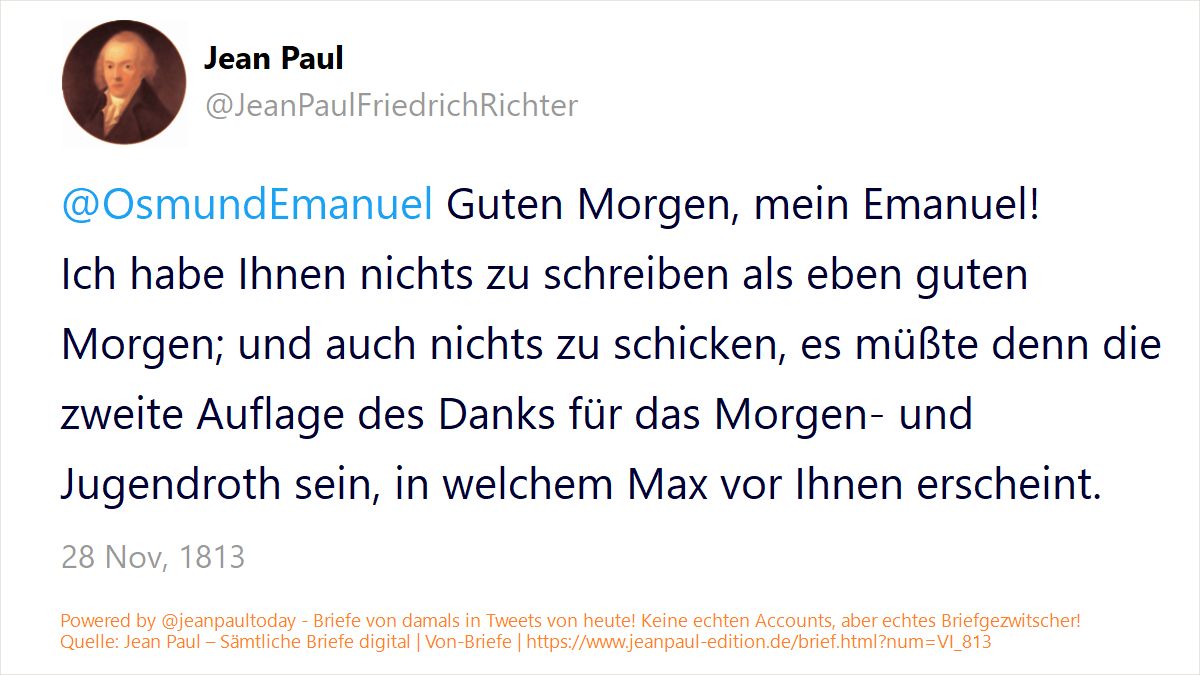 Jean Paul
@JeanPaulFriedrichRichter
@OsmundEmanuel Guten Morgen, mein Emanuel!
Ich habe Ihnen nichts zu schreiben als eben guten
Morgen; und auch nichts zu schicken, es müßte denn die
zweite Auflage des Danks für das Morgen- und
Jugendroth sein, in welchem Max vor Ihnen erscheint.
28 Nov, 1813
Powered by @jeanpaultoday - Briefe von damals in Tweets von heute! Keine echten Accounts, aber echtes Briefgezwitscher!
Quelle: Jean Paul – Sämtliche Briefe digital | Von-Briefe | https://www.jeanpaul-edition.de/brief.html?num=VI_813